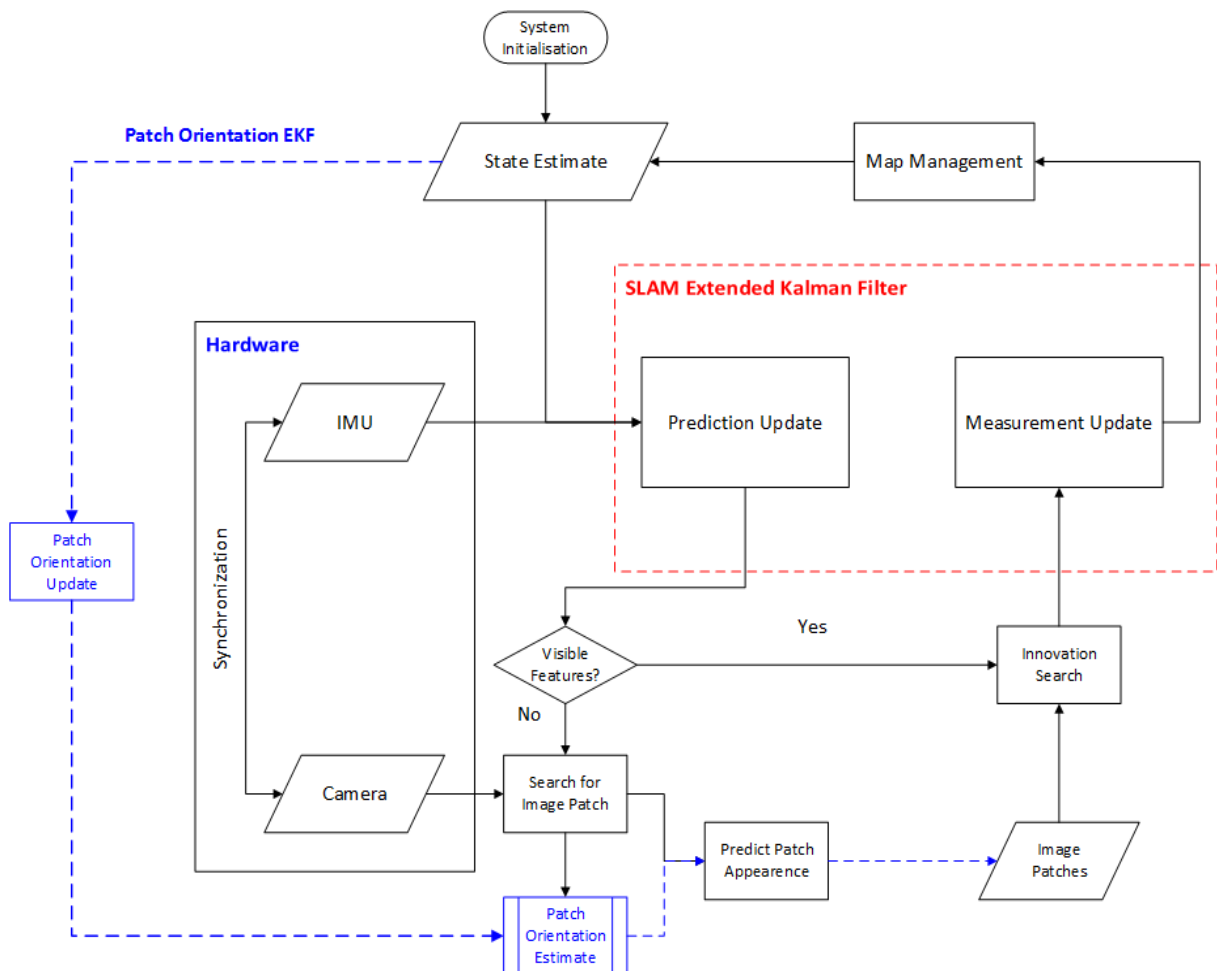 System
Initialisation
Patch Orientation EKF
State Estimate
Map Management
SLAM Extended Kalman Filter
Hardware
IMU
Prediction Update
Measurement Update
Patch
Orientation
Update
Synchronization
Visible
Features?
Yes
Innovation
Search
No
Camera
Search for
Image Patch
Predict Patch
Appearence
Image
Patches
Patch
Orientation
Estimate